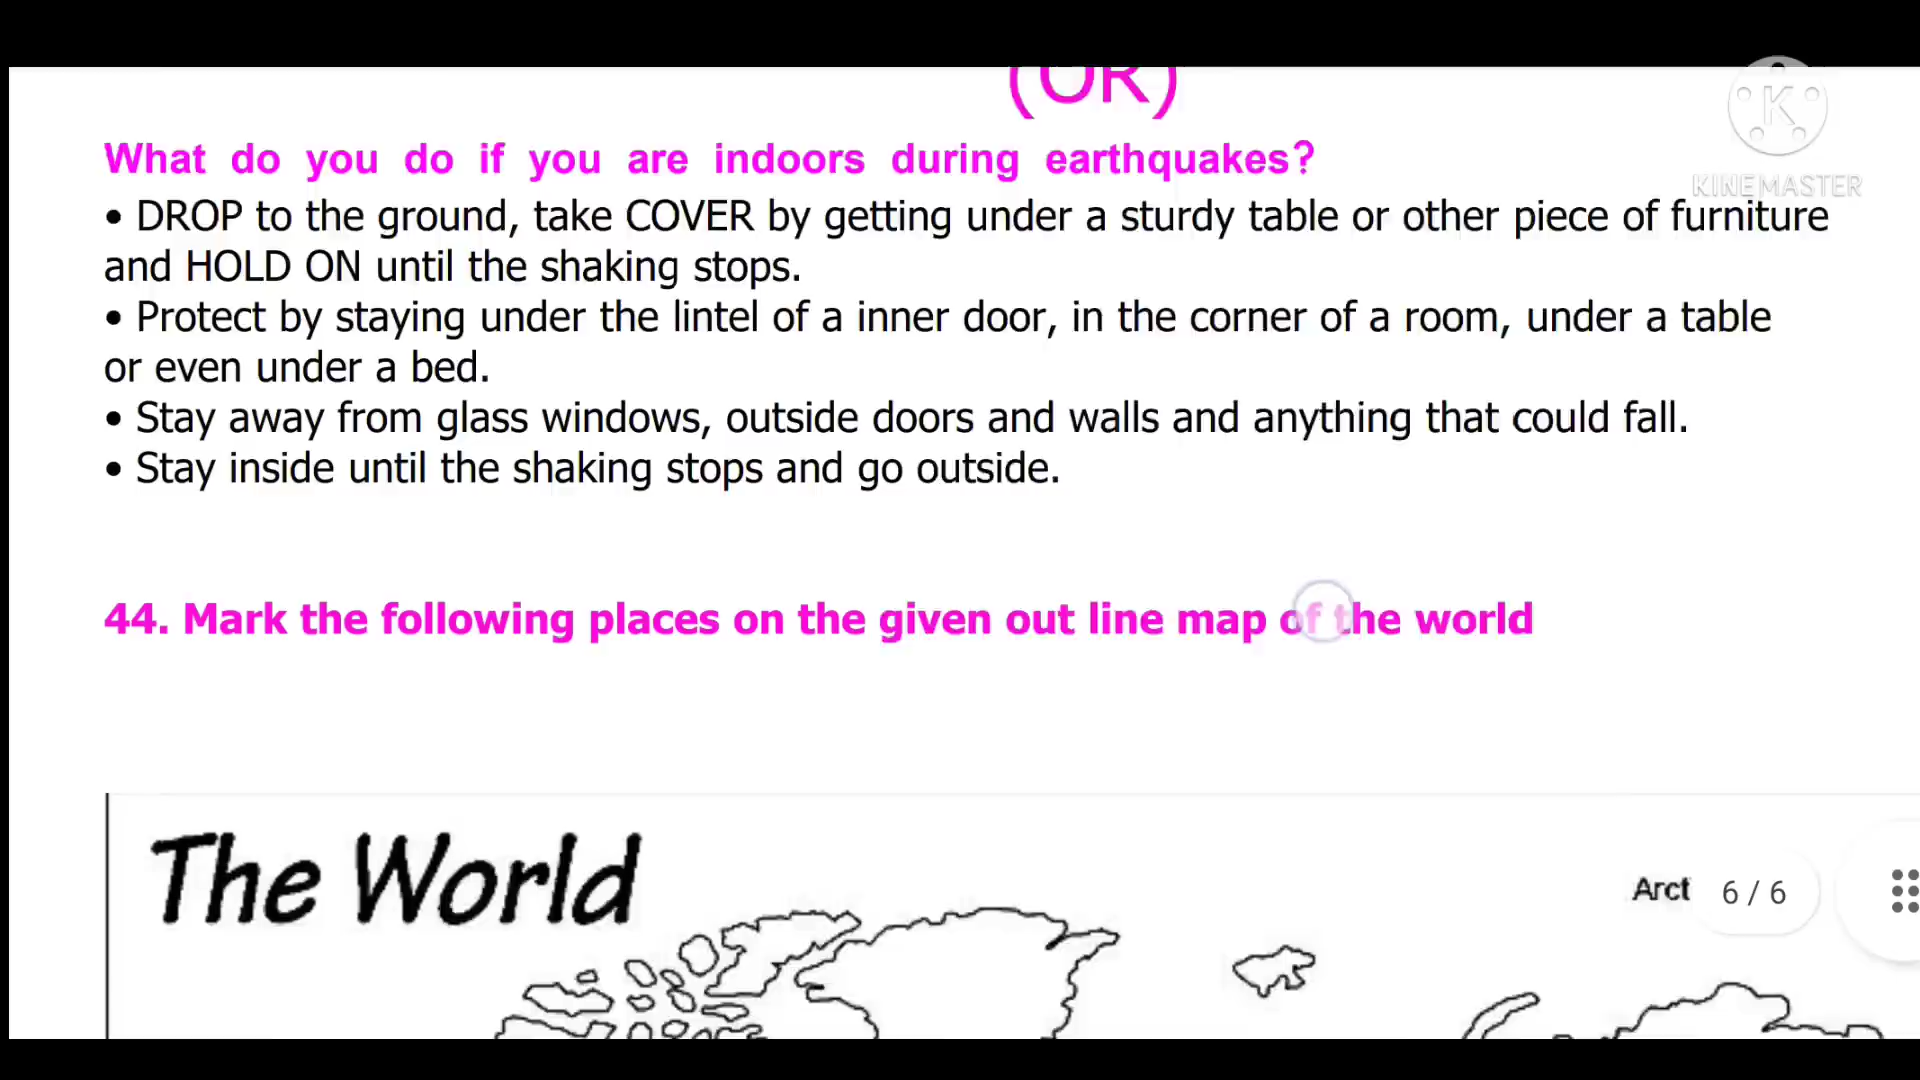 (OR)
K
KINEMASTER
What do you do if you are indoors during earthquakes?
• DROP to the ground, take COVER by getting under a sturdy table or other piece of furniture
and HOLD ON until the shaking stops.
• Protect by staying under the lintel of a inner door, in the corner of a room, under a table
or even under a bed.
• Stay away from glass windows, outside doors and walls and anything that could fall.
• Stay inside until the shaking stops and go outside.
44. Mark the following places on the given out line map of the world
The World
Arct
6 / 6